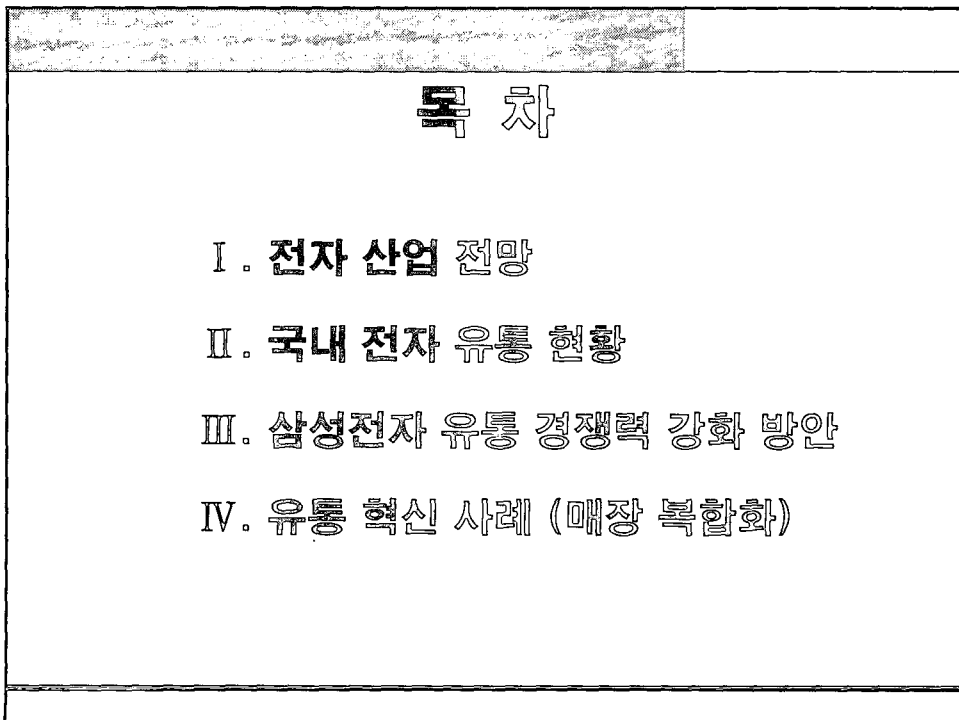 목 차
Ⅰ. 전자 산업 전망
Ⅱ. 국내 전자 유통 현황
Ⅲ. 삼성전자 유통 경쟁력 강화 방안
Ⅳ. 유통 혁신 사례 (매장 복합화)